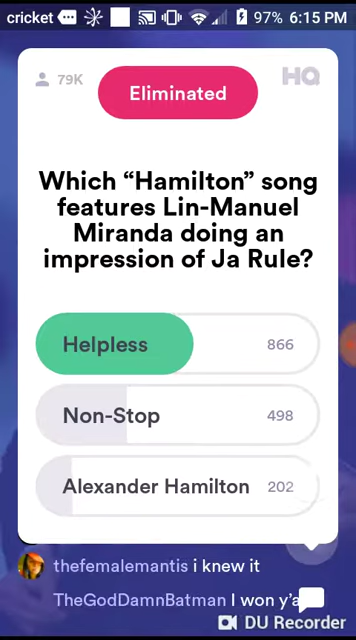 cricket 97% 6:15 PM
79K Eliminated HQ
Which “Hamilton” song
features Lin-Manuel
Miranda doing an
impression of Ja Rule?
Helpless 866
Non-Stop 498
Alexander Hamilton 202
thefemalemantis i knew it
TheGodDamnBatman I won y'a
DU Recorder